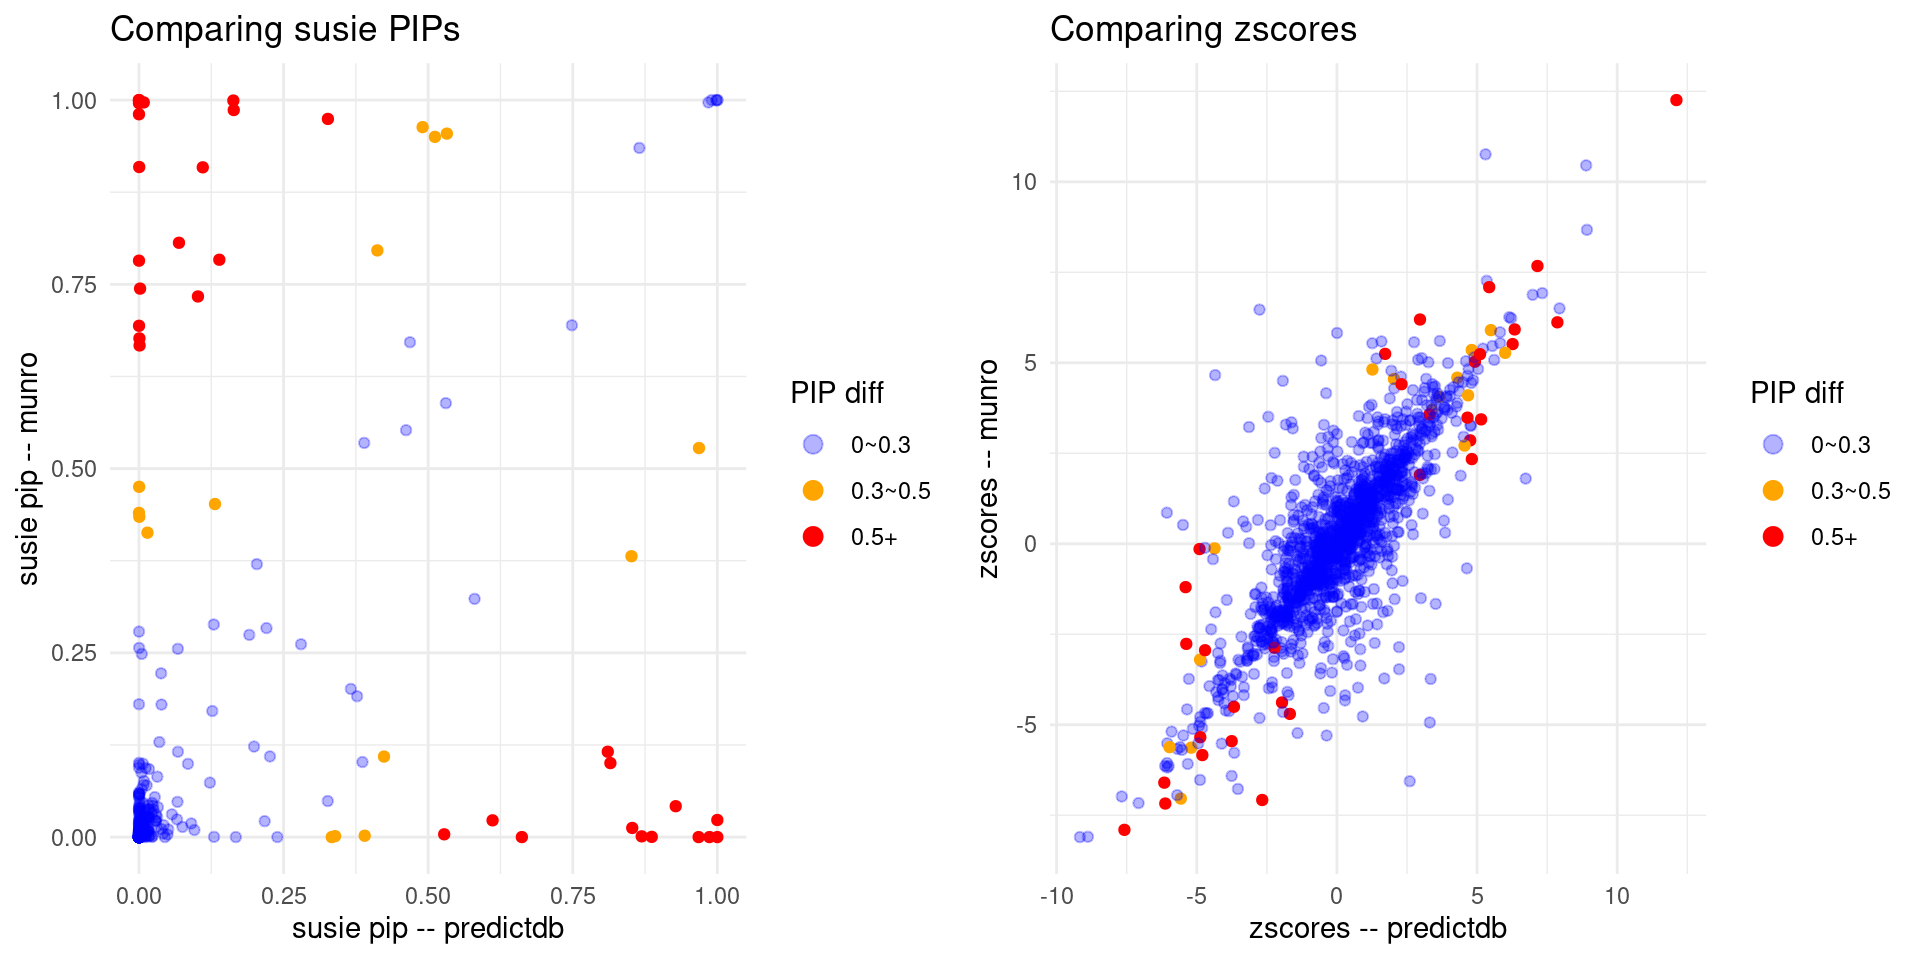 Comparing susie PIPs
susie pip -- munro
1.00
0.75
0.50
0.25
0.00
0.00 0.25 0.50 0.75 1.00
susie pip -- predictdb
PIP diff
0~0.3
0.3~0.5
0.5+
Comparing zscores
zscores -- munro
10
5
0
-5
-10 -5 0 5 10
zscores -- predictdb
PIP diff
0~0.3
0.3~0.5
0.5+